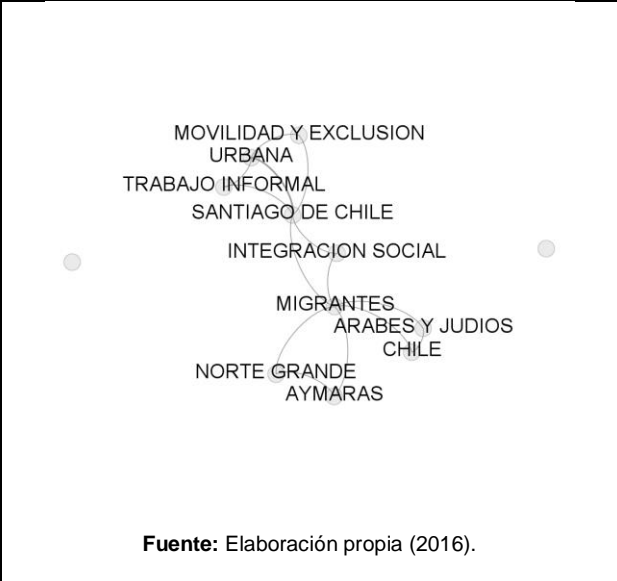 MOVILIDAD Y EXCLUSION
URBANA
TRABAJO INFORMAL
SANTIAGO DE CHILE
INTEGRACION SOCIAL
MIGRANTES
ARABES Y JUDIOS
CHILE
NORTE GRANDE
AYMARAS
Fuente: Elaboración propia (2016).